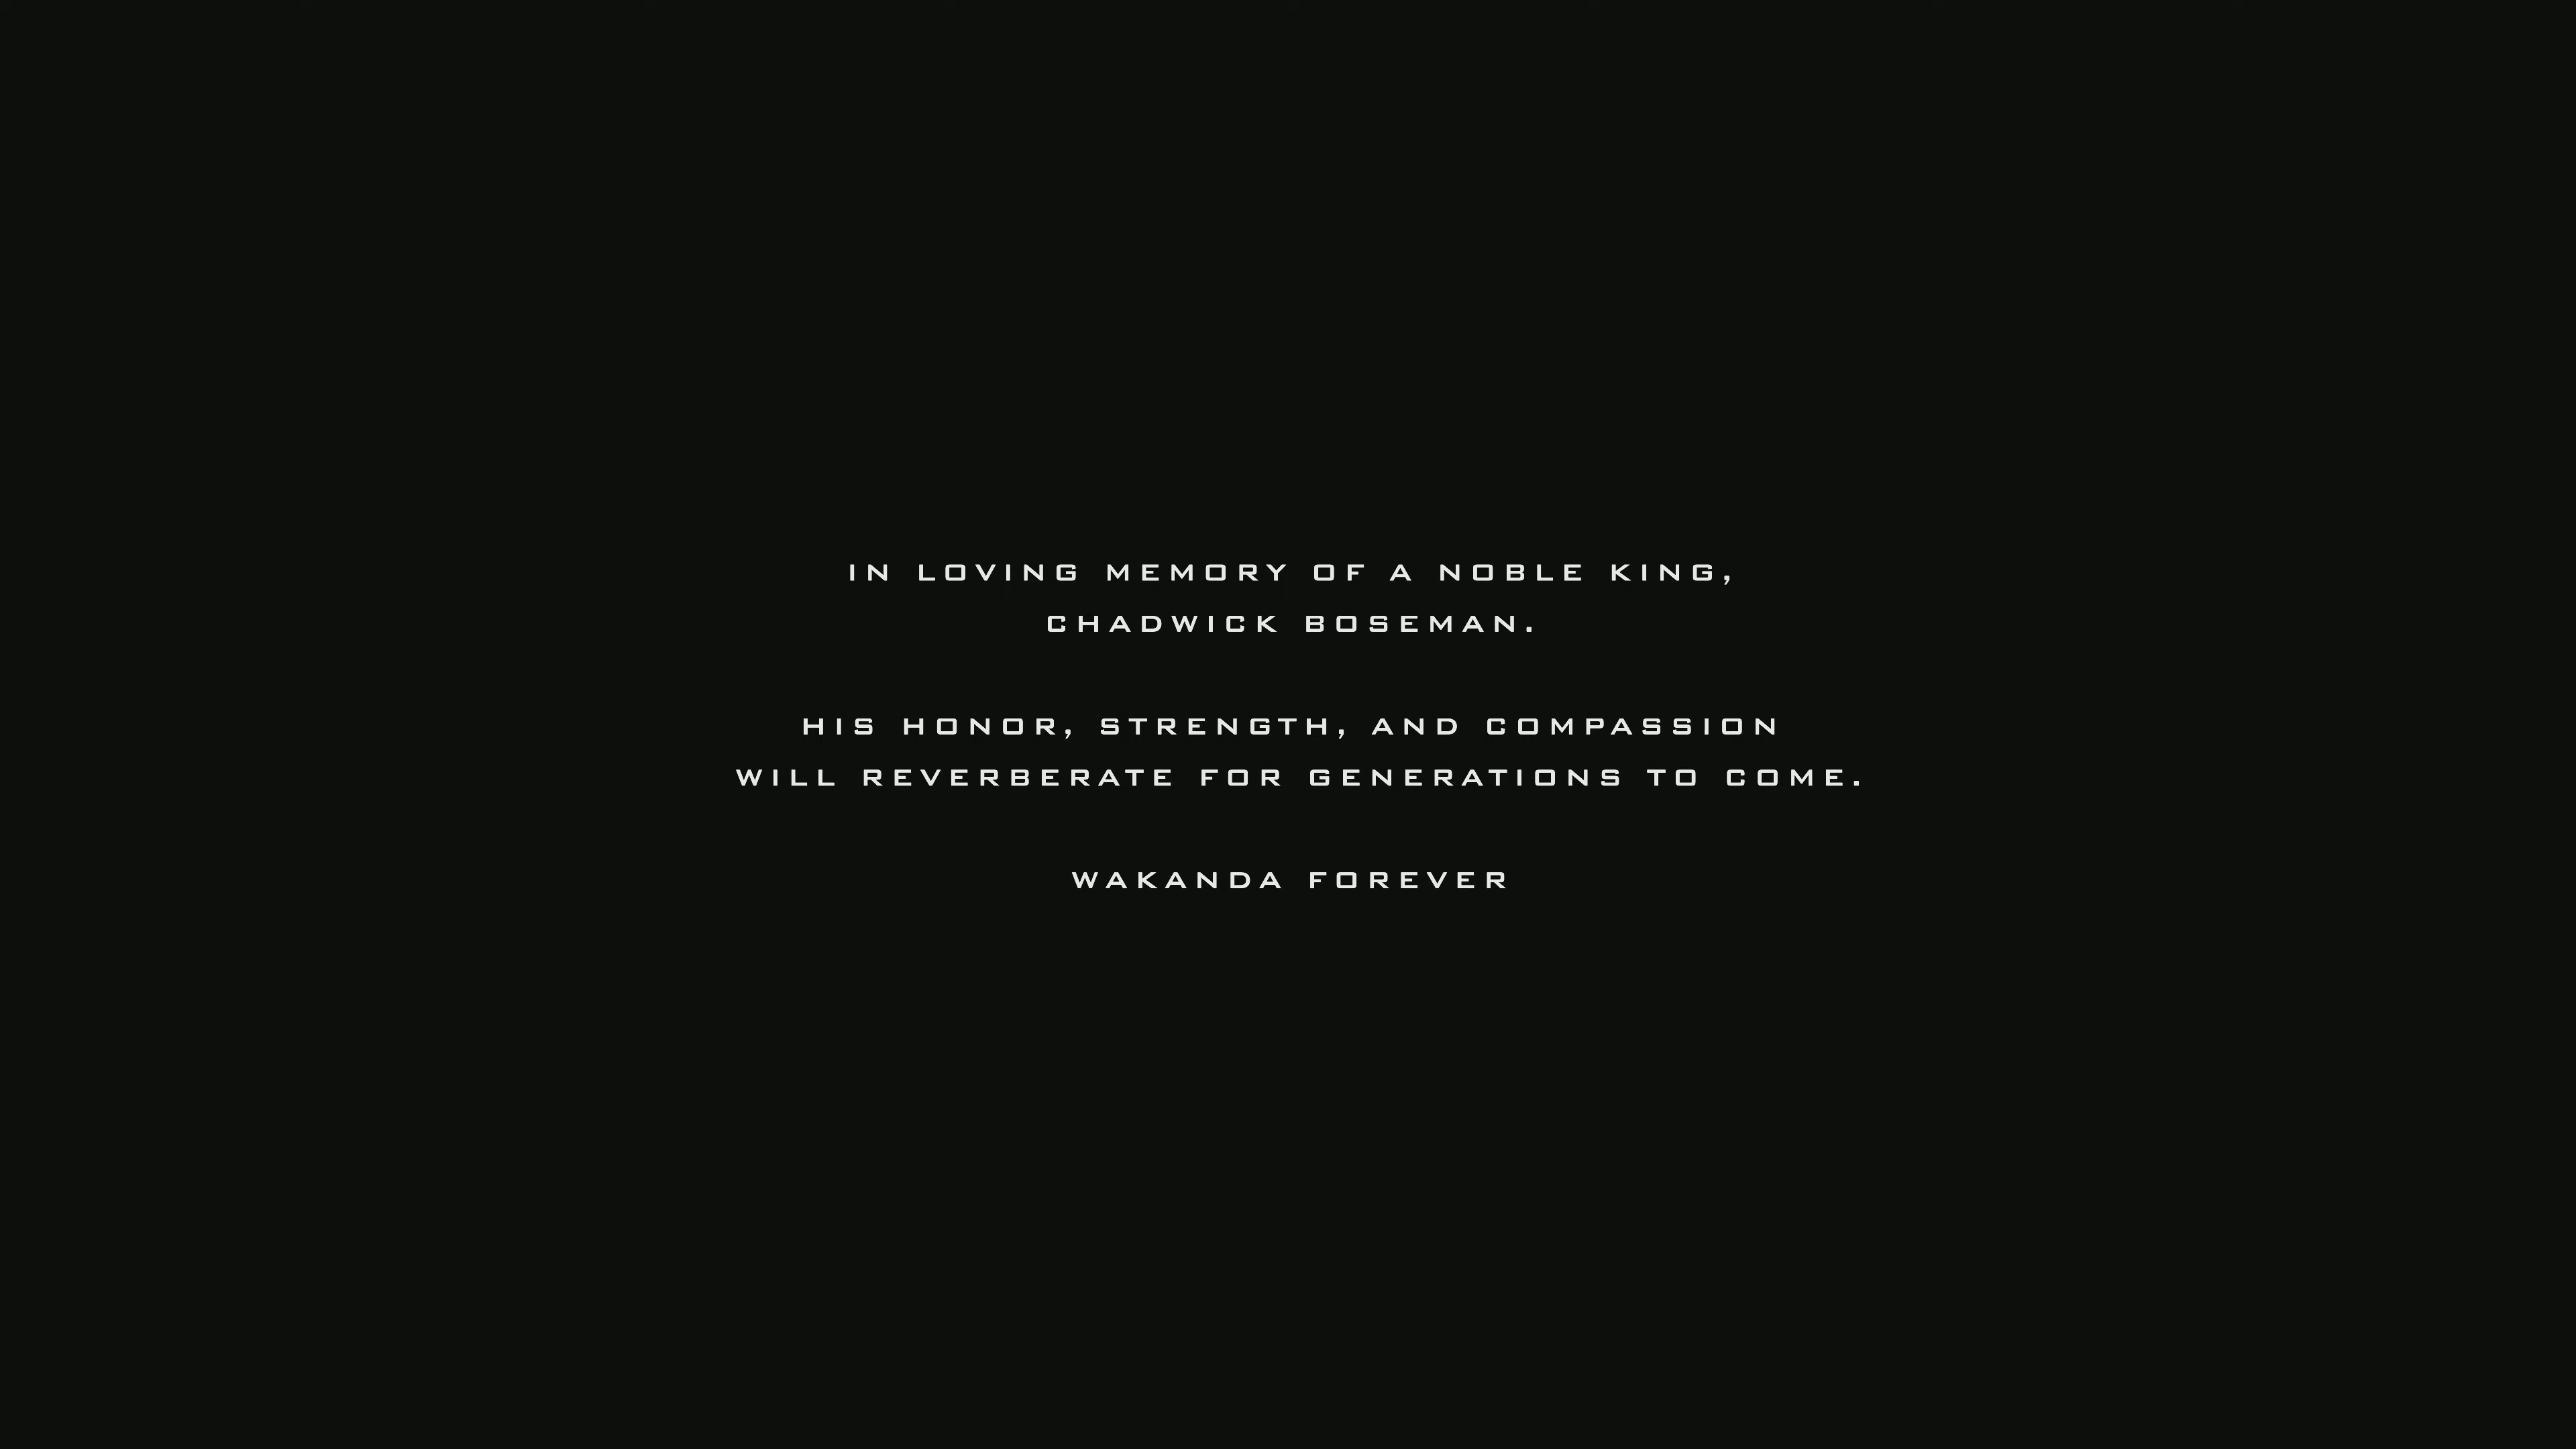 IN LOVING MEMORY OF A NOBLE KING,
CHADWICK BOSEMAN.
HIS HONOR, STRENGTH, AND COMPASSION
WILL REVERBERATE FOR GENERATIONS TO COME.
WAKANDA FOREVER